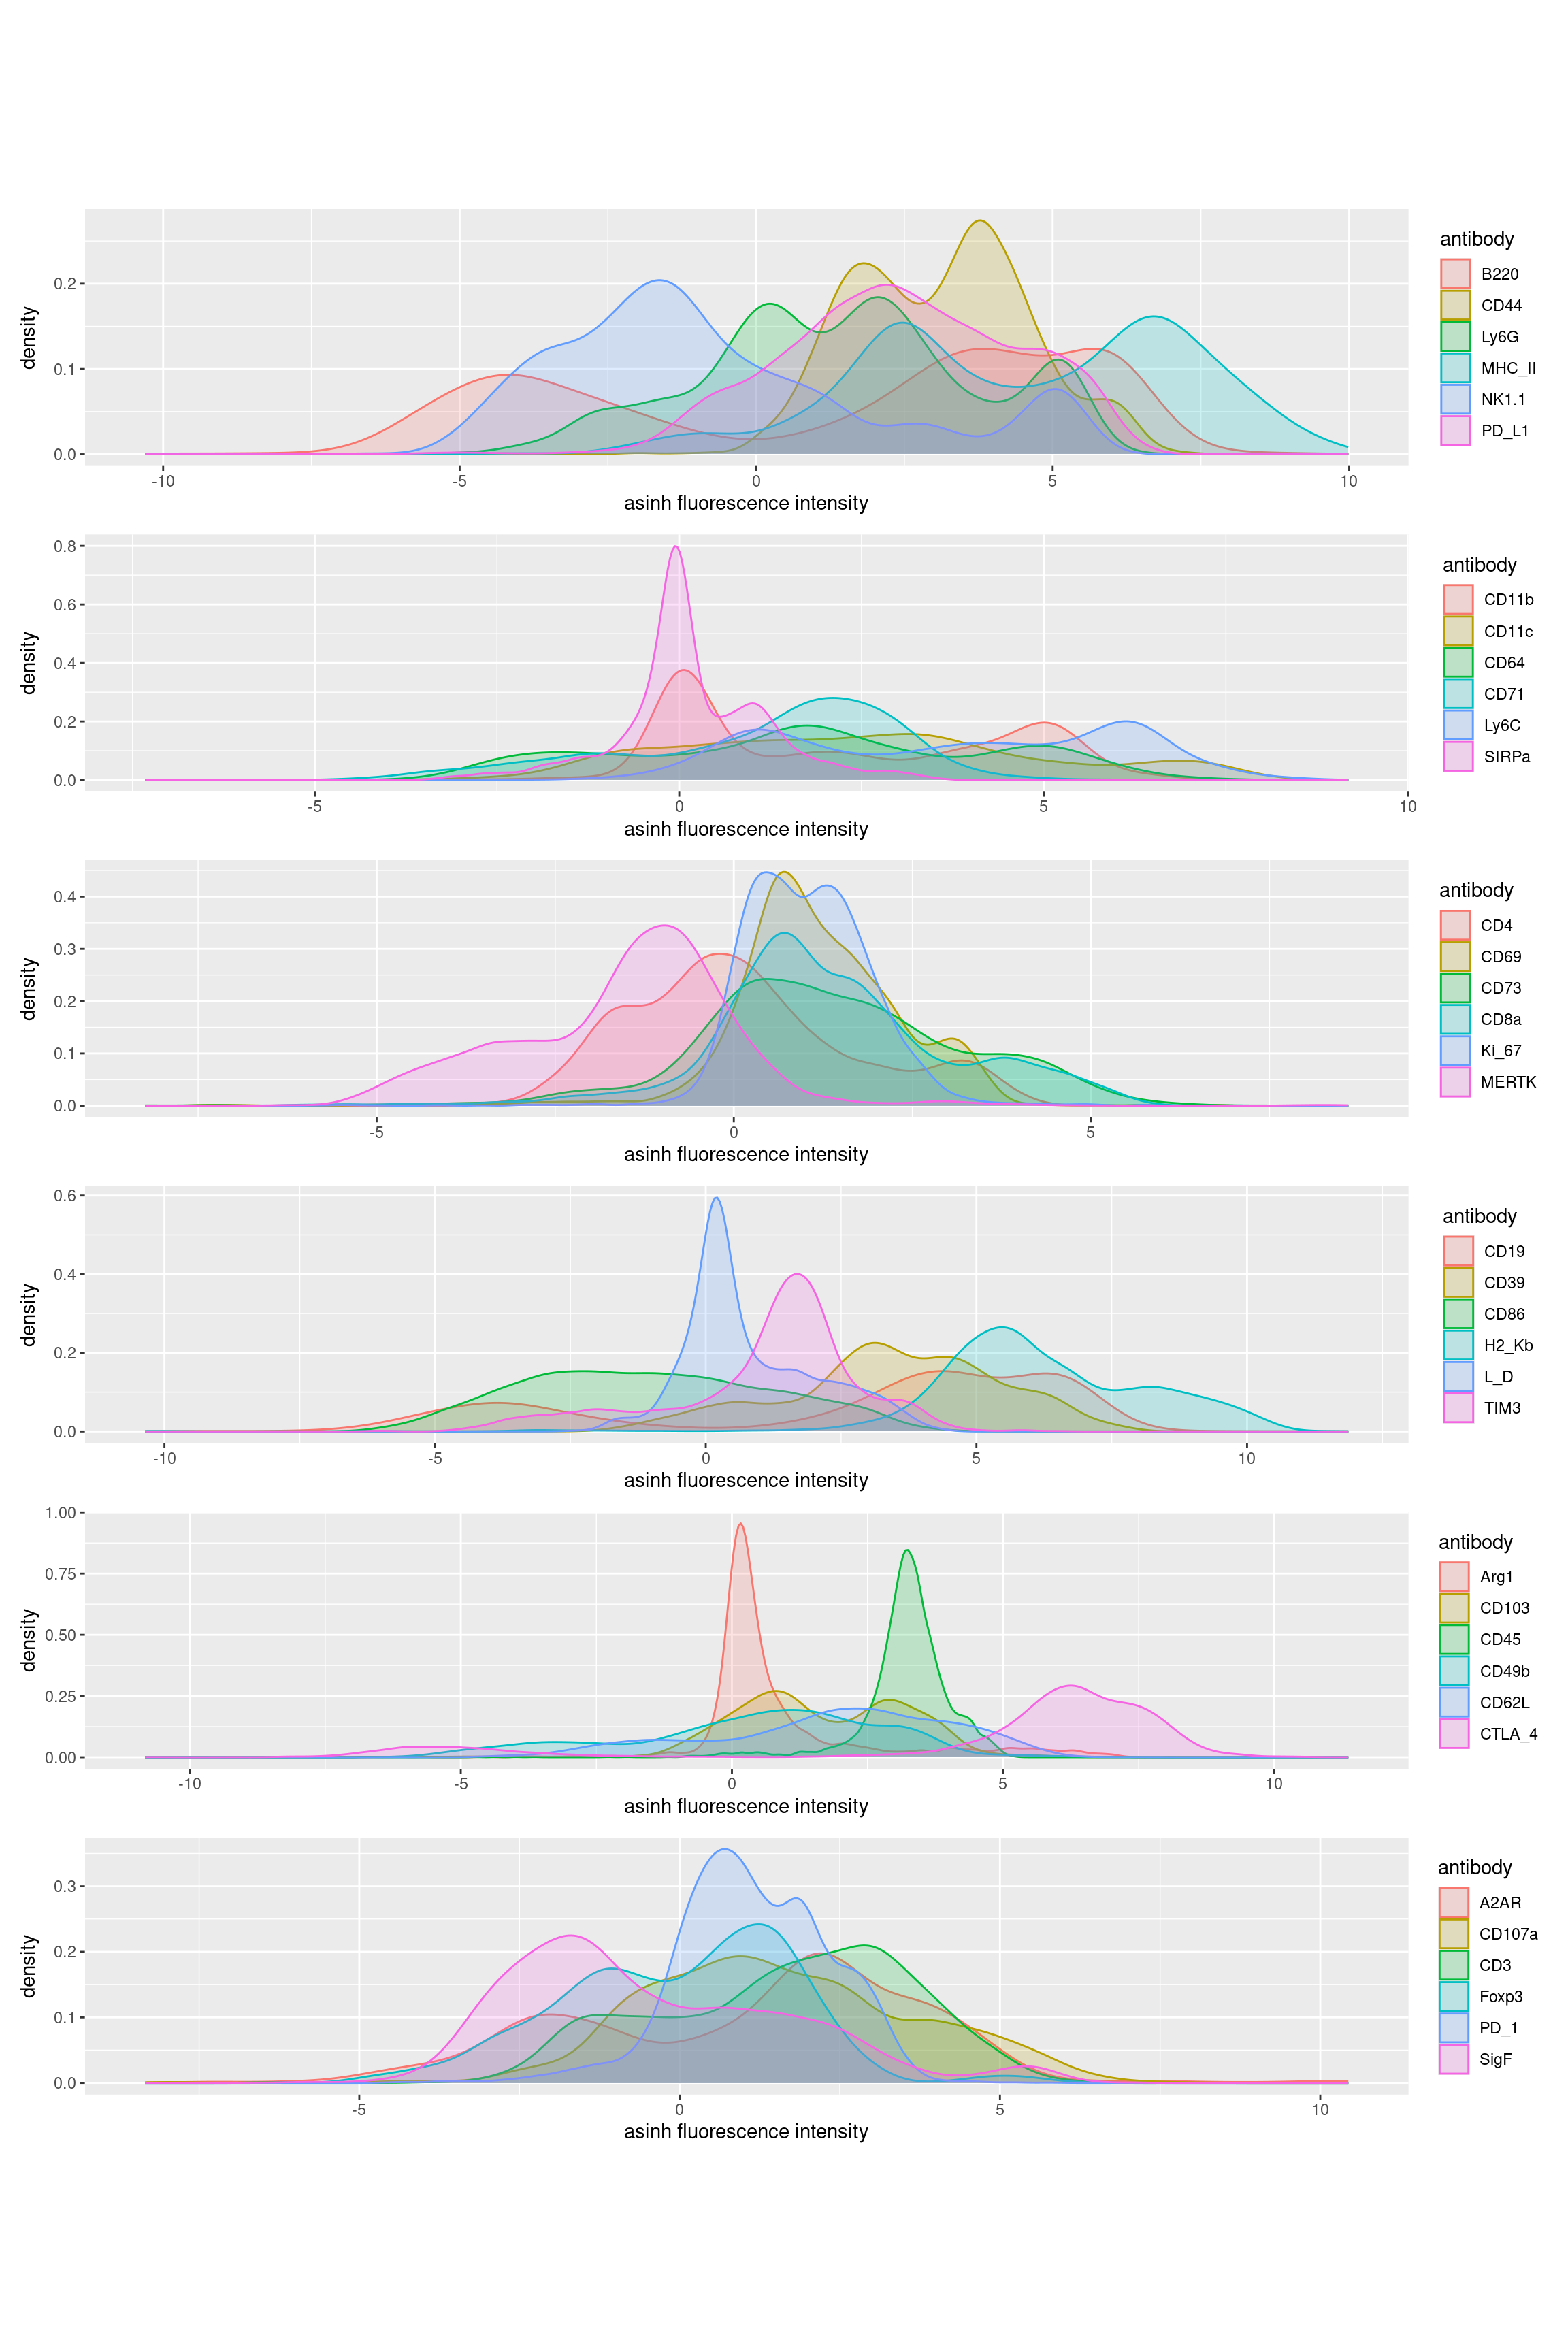 antibody
B220
CD44
Ly6G
MHC_II
NK1.1
PD_L1
density
0.2
0.1
0.0
-10 -5 0 5 10
asinh fluorescence intensity
antibody
CD11b
CD11c
CD64
CD71
Ly6C
SIRPa
density
0.8
0.6
0.4
0.2
0.0
-5 0 5 10
asinh fluorescence intensity
antibody
CD4
CD69
CD73
CD8a
Ki_67
MERTK
density
0.4
0.3
0.2
0.1
0.0
-5 0 5
asinh fluorescence intensity
antibody
CD19
CD39
CD86
H2_Kb
L_D
TIM3
density
0.6
0.4
0.2
0.0
-10 -5 0 5 10
asinh fluorescence intensity
antibody
Arg1
CD103
CD45
CD49b
CD62L
CTLA_4
density
1.00
0.75
0.50
0.25
0.00
-10 -5 0 5 10
asinh fluorescence intensity
antibody
A2AR
CD107a
CD3
Foxp3
PD_1
SigF
density
0.3
0.2
0.1
0.0
-5 0 5 10
asinh fluorescence intensity